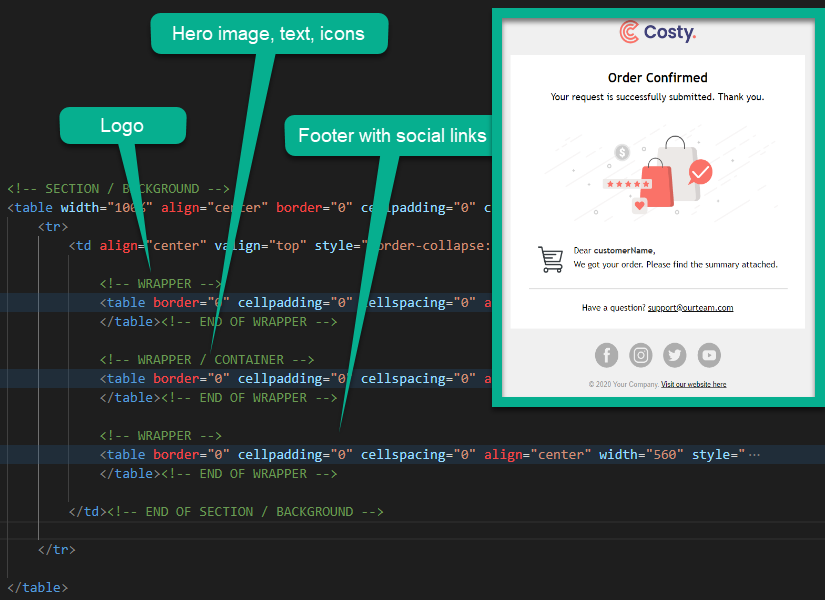 Hero image, text, icons
Logo
Footer with social links
<!-- SECTION / BACKGROUND -->
<table width="100%" align="center" border="0" cellpadding="0" c
<tr>
<td align="center" valign="top" style="border-collapse:
<!-- WRAPPER -->
<table border="0" cellpadding="0" cellspacing="0" a
</table><!-- END OF WRAPPER -->
<!-- WRAPPER / CONTAINER -->
<table border="0" cellpadding="0" cellspacing="0" a
</table><!-- END OF WRAPPER -->
<!-- WRAPPER -->
<table border="0" cellpadding="0" cellspacing="0" align="center" width="560" style="···
</table><!-- END OF WRAPPER -->
</td><!-- END OF SECTION / BACKGROUND -->
</tr>
</table>
Costy.
Order Confirmed
Your request is successfully submitted. Thank you.
$
Dear customerName,
We got your order. Please find the summary attached.
Have a question? support@ourteam.com
© 2020 Your Company. Visit our website here